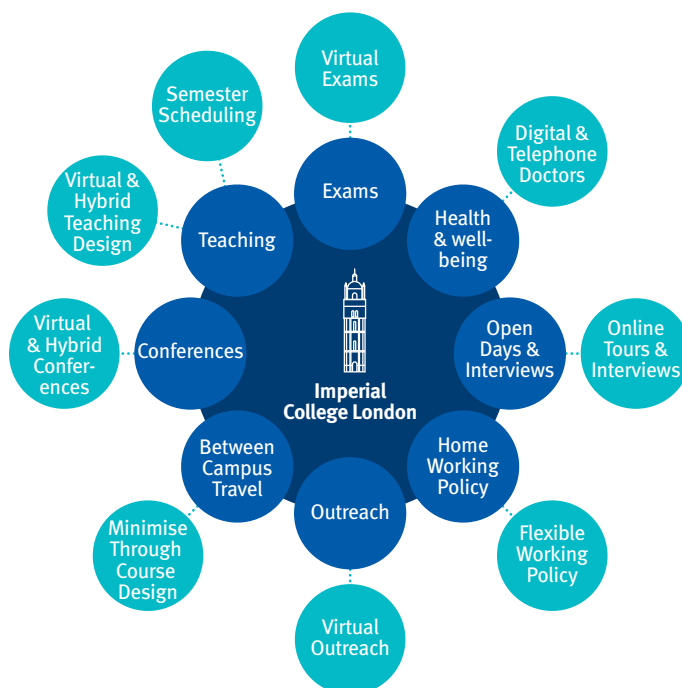 Virtual
Exams
Semester
Scheduling
Digital &
Telephone
Doctors
Virtual &
Hybrid
Teaching
Design
Exams
Teaching
Health
& well-
being
Virtual
& Hybrid
Confer-
ences
Conferences
Open
Days &
Interviews
Online
Tours &
Interviews
Imperial
College London
Between
Campus
Travel
Home
Working
Policy
Outreach
Minimise
Through
Course
Design
Flexible
Working
Policy
Virtual
Outreach